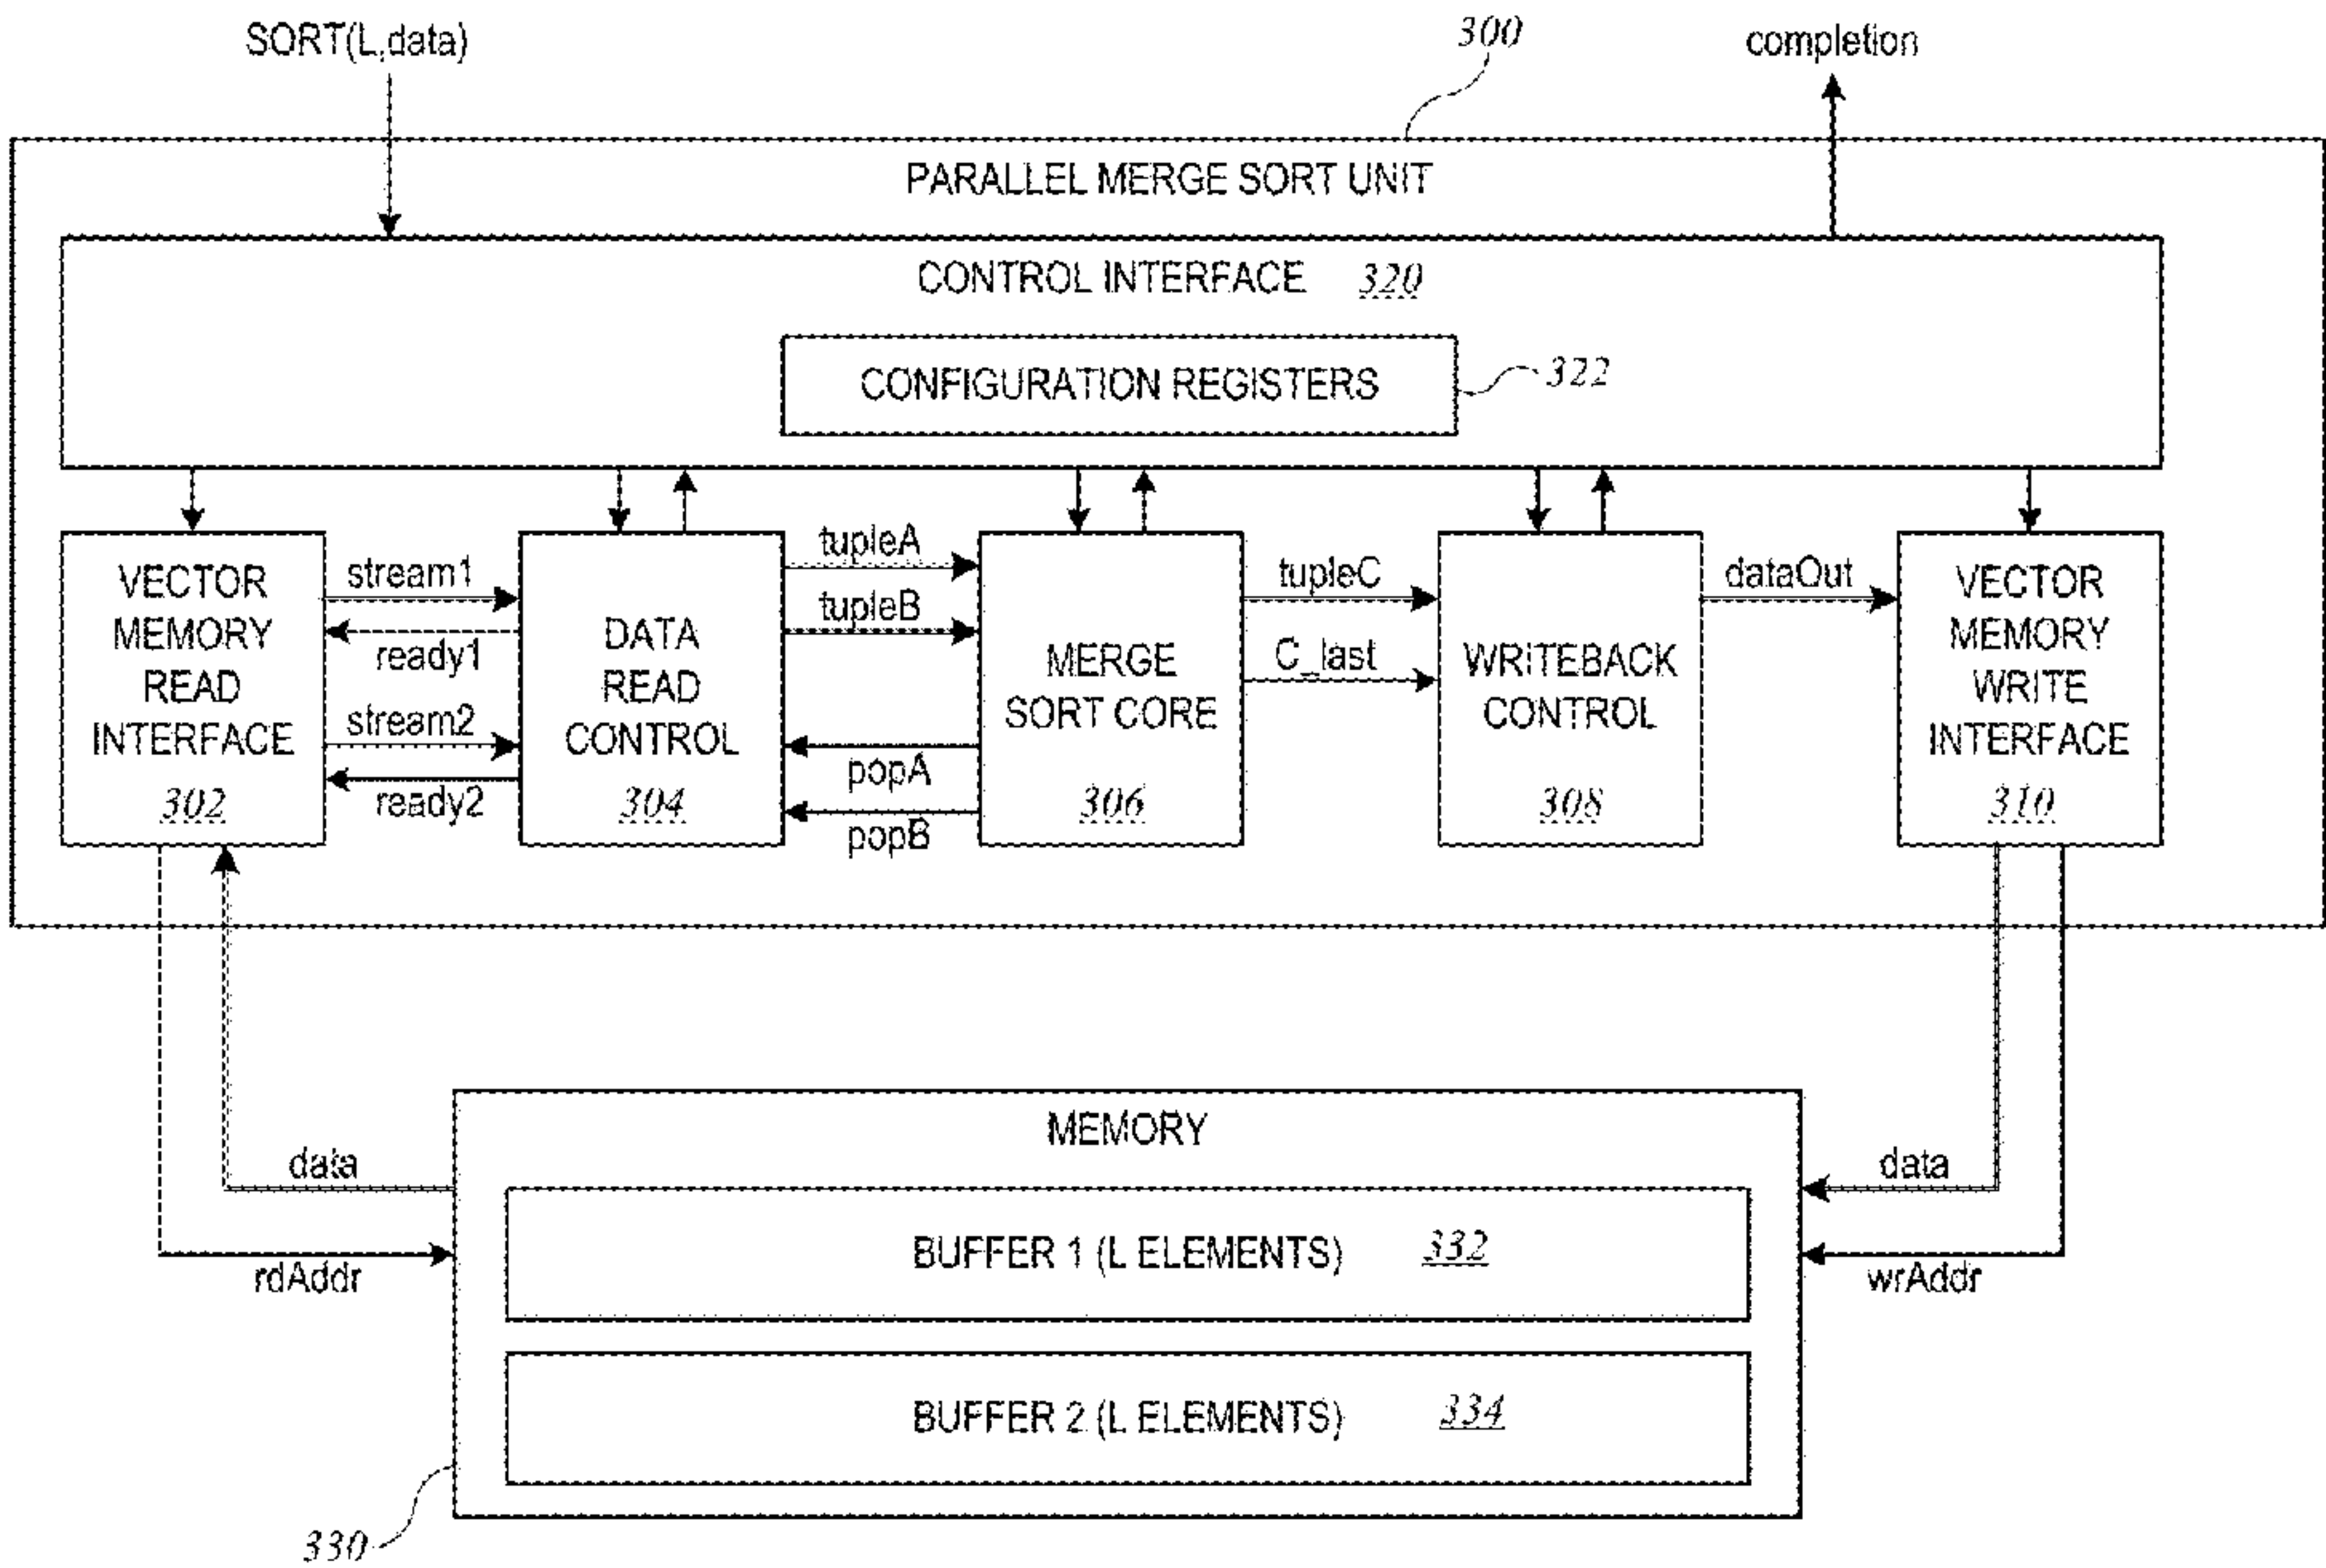 SORT(L,data)
300
completion
PARALLEL MERGE SORT UNIT
CONTROL INTERFACE 320
CONFIGURATION REGISTERS
322
VECTOR
MEMORY
READ
INTERFACE
302
stream1
ready1
stream2
ready2
DATA
READ
CONTROL
304
tupleA
tupleB
popA
popB
MERGE
SORT CORE
306
tupleC
C_last
WRITEBACK
CONTROL
308
dataOut
VECTOR
MEMORY
WRITE
INTERFACE
310
data
rdAddr
MEMORY
BUFFER 1 (L ELEMENTS) 332
BUFFER 2 (L ELEMENTS) 334
data
wrAddr
330